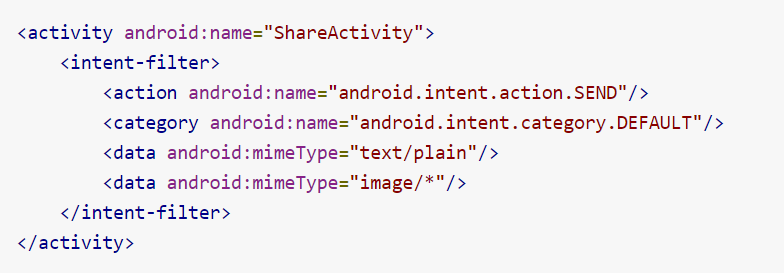 <activity android:name="ShareActivity">
    <intent-filter>
        <action android:name="android.intent.action.SEND"/>
        <category android:name="android.intent.category.DEFAULT"/>
        <data android:mimeType="text/plain"/>
        <data android:mimeType="image/*"/>
    </intent-filter>
</activity>